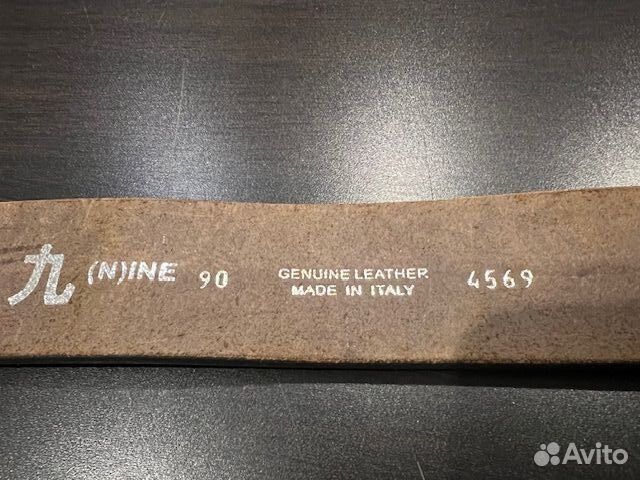 九 (N)INE 90 GENUINE LEATHER 4569
MADE IN ITALY
Avito